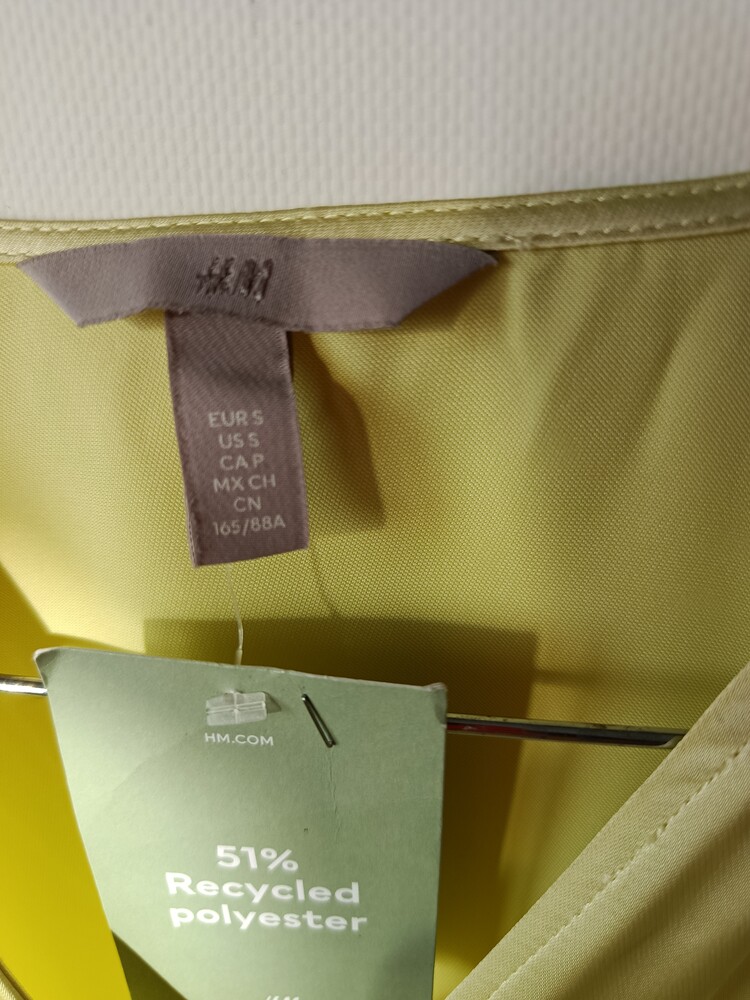 H&M
EUR S
US S
CA P
MX CH
CN
165/88A
HM.COM
51%
Recycled
polyester